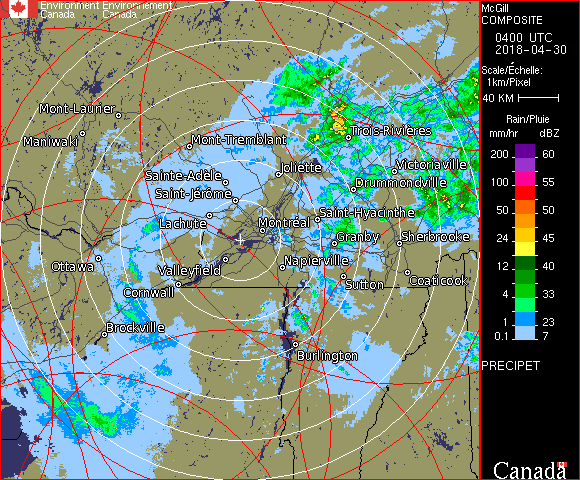 Environment Environnement
Canada Canada
McGill
COMPOSITE
0400 UTC
2018-04-30
Scale/Échelle:
1km/Pixel
40 KM
Rain/Pluie
mm/hr dBZ
200 60
100 55
50 50
24 45
12 40
4 33
1 23
0.1 7
PRECIPET
Canada
Mont-Laurier
Maniwaki
Mont-Tremblant
Trois-Rivières
Joliette
Victoriaville
Sainte-Adèle
Drummondville
Saint-Jérôme
Saint-Hyacinthe
Lachute
Montréal
Granby
Sherbrooke
Ottawa
Valleyfield
Napierville
Cornwall
Sutton
Coaticook
Brockville
Burlington